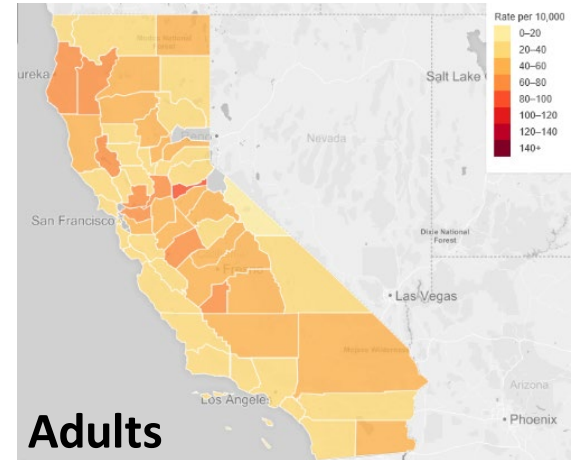 Rate per 10,000
0–20
20–40
40–60
60–80
80–100
100–120
120–140
140+
ureka
Salt Lake
Nevada
San Francisco
Dixie National
Forest
Las Vegas
Arizona
Los Angeles
Phoenix
Adults